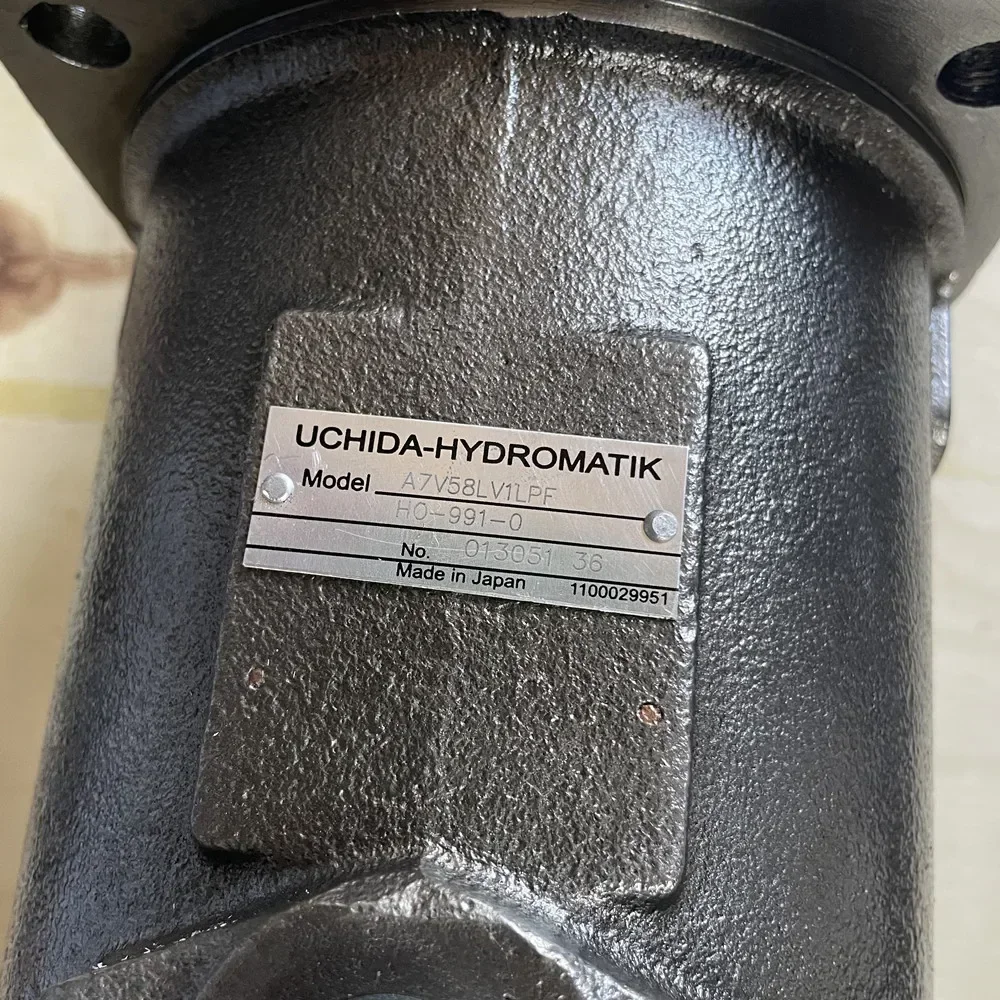 UCHIDA-HYDROMATIK
Model A7V58LV1LPF
HO-991-0
No. 013051 36
Made in Japan 1100029951